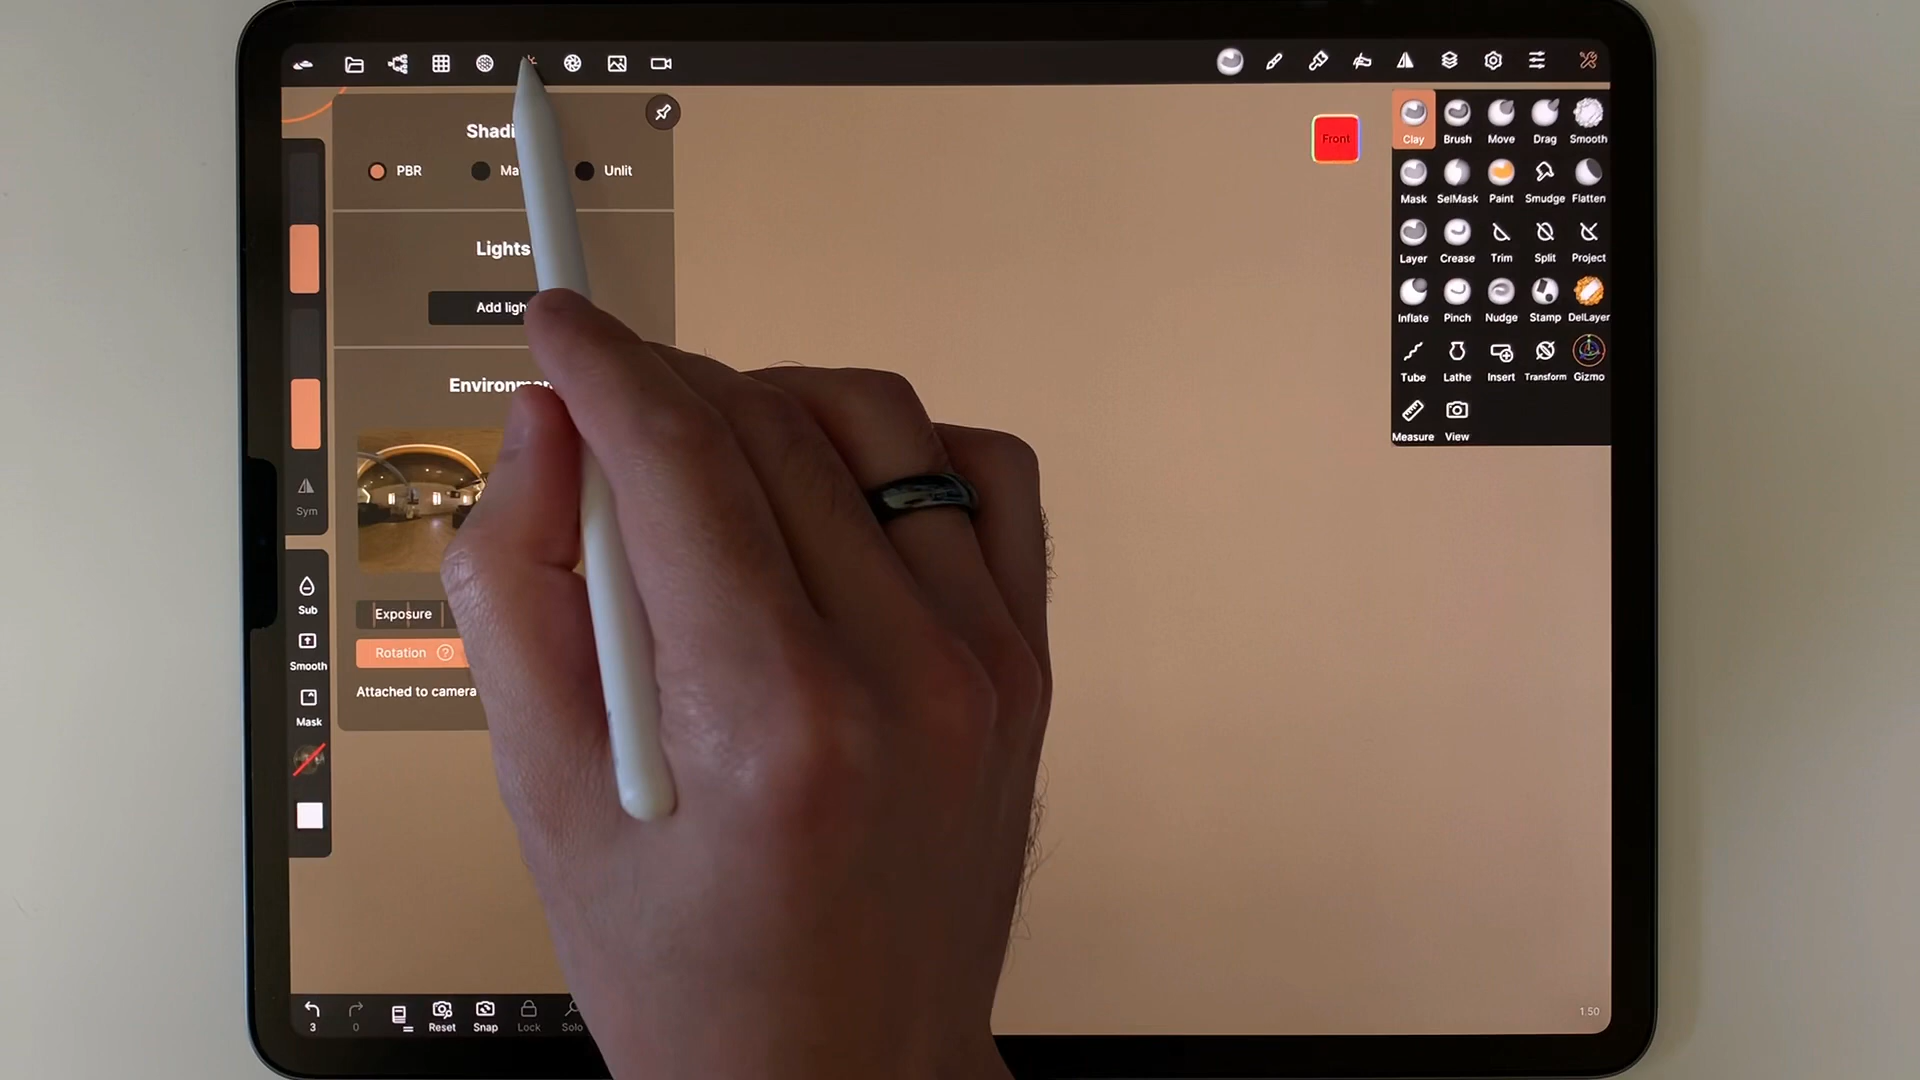 Shadi
PBR
Ma
Unlit
Lights
Add ligh
Environmen
Exposure
Rotation ?
Attached to camera
Sym
Sub
Smooth
Mask
3
0
Reset
Snap
Lock
Solo
Front
Clay Brush Move Drag Smooth
Mask SelMask Paint Smudge Flatten
Layer Crease Trim Split Project
Inflate Pinch Nudge Stamp DelLayer
Tube Lathe Insert Transform Gizmo
Measure View
1.50